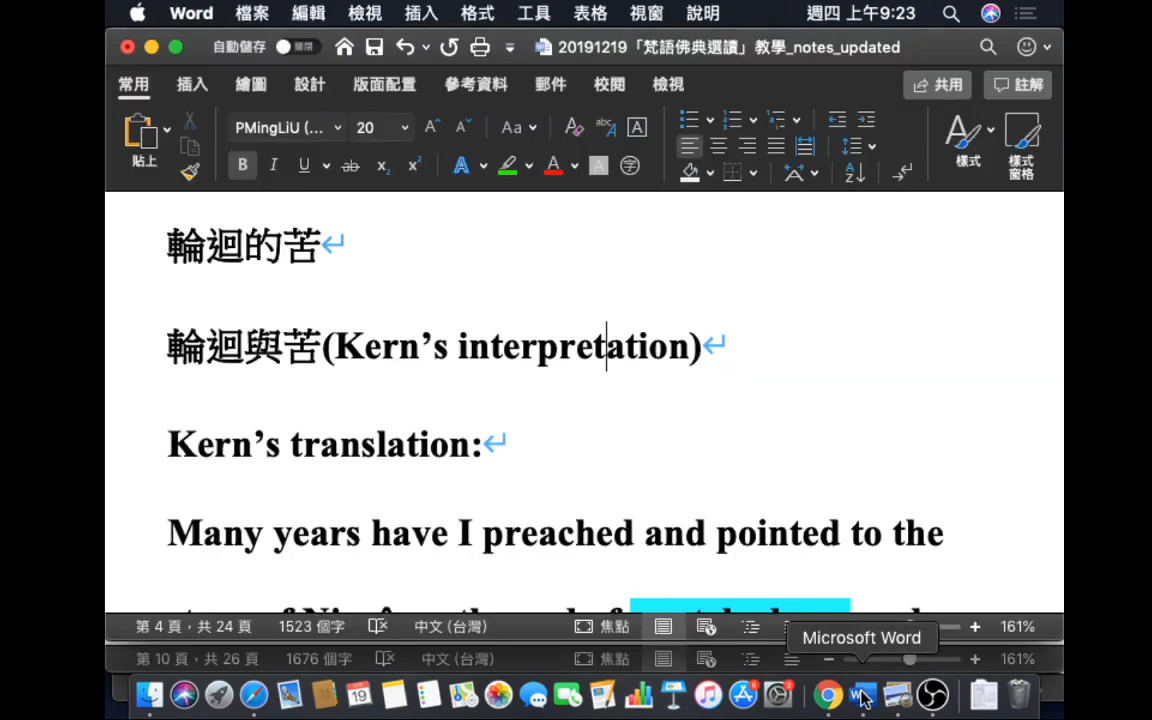 Word 檔案 編輯 檢視 插入 格式 工具 表格 視窗 說明 週四 上午9:23
自動儲存 關閉 20191219「梵語佛典選讀」教學_notes_updated
常用 插入 繪圖 設計 版面配置 參考資料 郵件 校閱 檢視 共用 註解
貼上 PMingLiU (... 20 樣式 樣式窗格
輪迴的苦
輪迴與苦(Kern’s interpretation)
Kern’s translation:
Many years have I preached and pointed to the
第 4 頁，共 24 頁 1523 個字 中文 (台灣) 焦點 161%
Microsoft Word
第 10 頁，共 26 頁 1676 個字 中文 (台灣) 焦點 161%